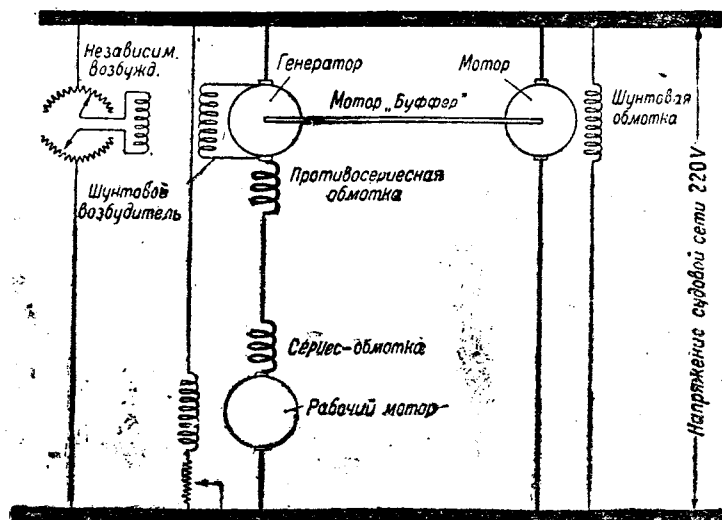 Независим.
возбужд.
Генератор
Мотор
Мотор „Буффер"
Шунтовая
обмотка
Шунтовой
возбудитель
Противосериесная
обмотка
Сериес-обмотка
Рабочий мотор
Напряжение судовой сети 220V